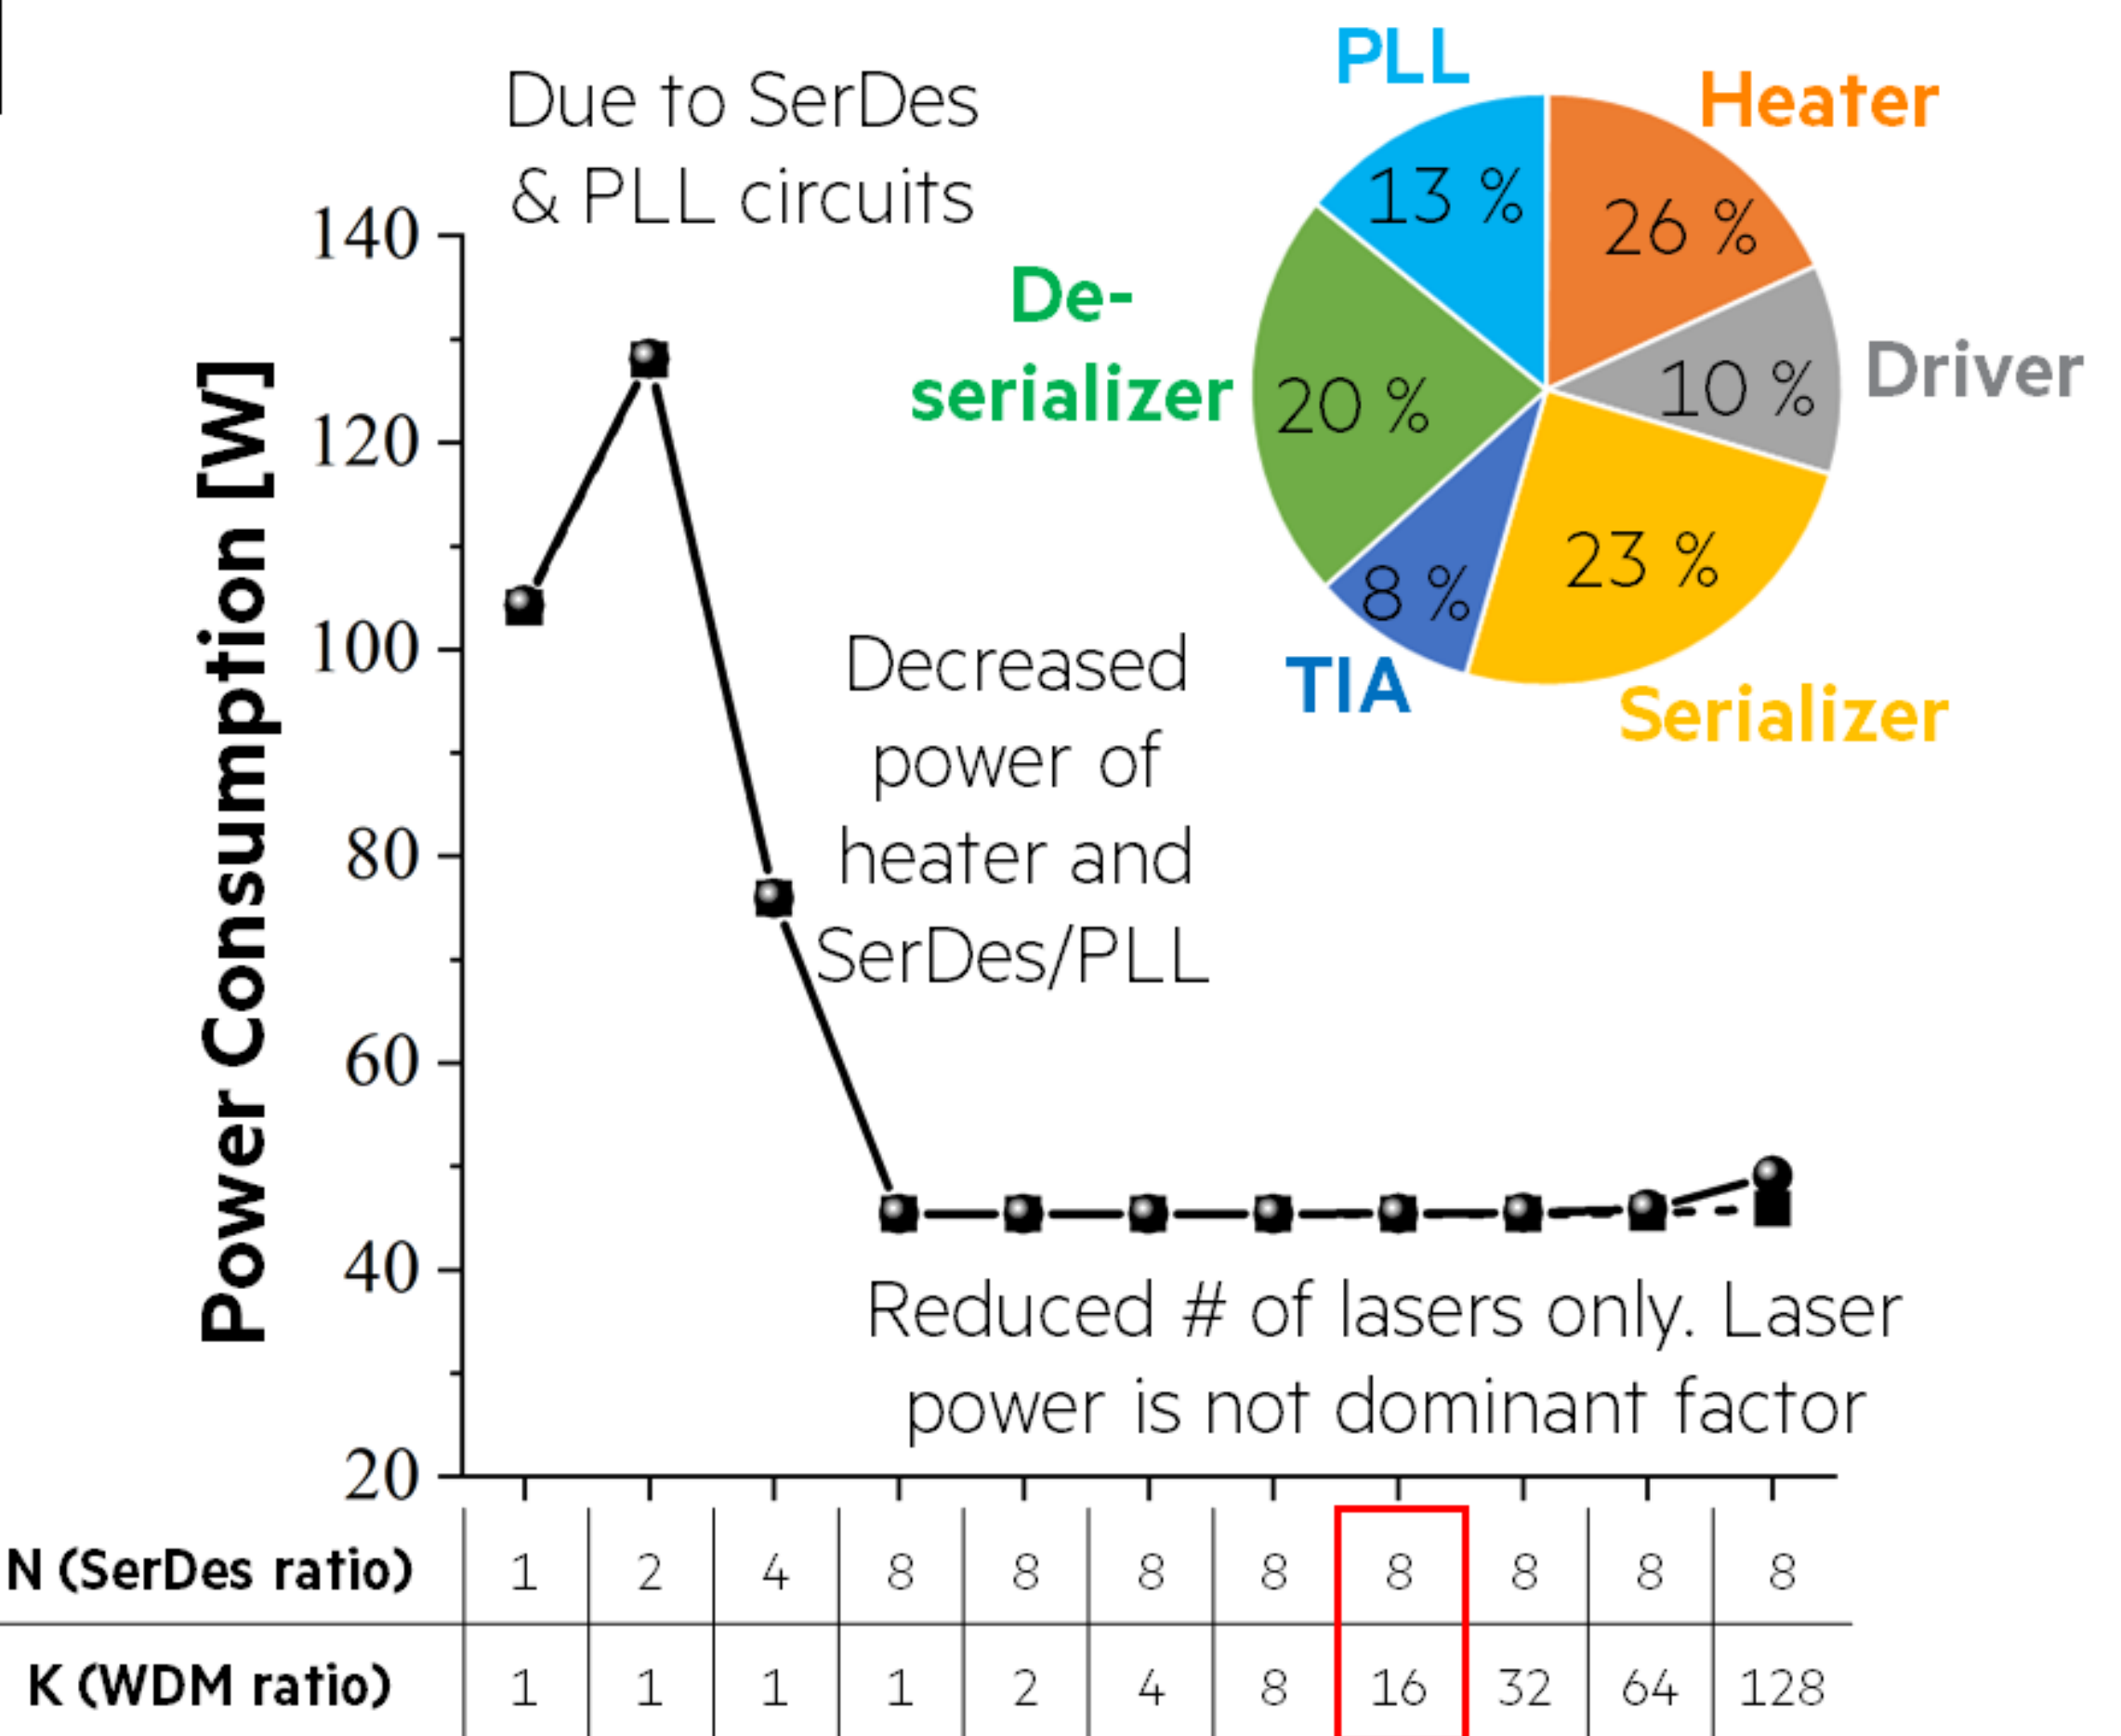 Due to SerDes
& PLL circuits
PLL
Heater
13 %
26 %
De-
serializer
20 %
10 %
Driver
23 %
8 %
TIA
Serializer
Power Consumption [W]
140
120
100
80
60
40
20
Decreased
power of
heater and
SerDes/PLL
Reduced # of lasers only. Laser
power is not dominant factor
N (SerDes ratio) 1 2 4 8 8 8 8 8 8 8 8
K (WDM ratio) 1 1 1 1 2 4 8 16 32 64 128